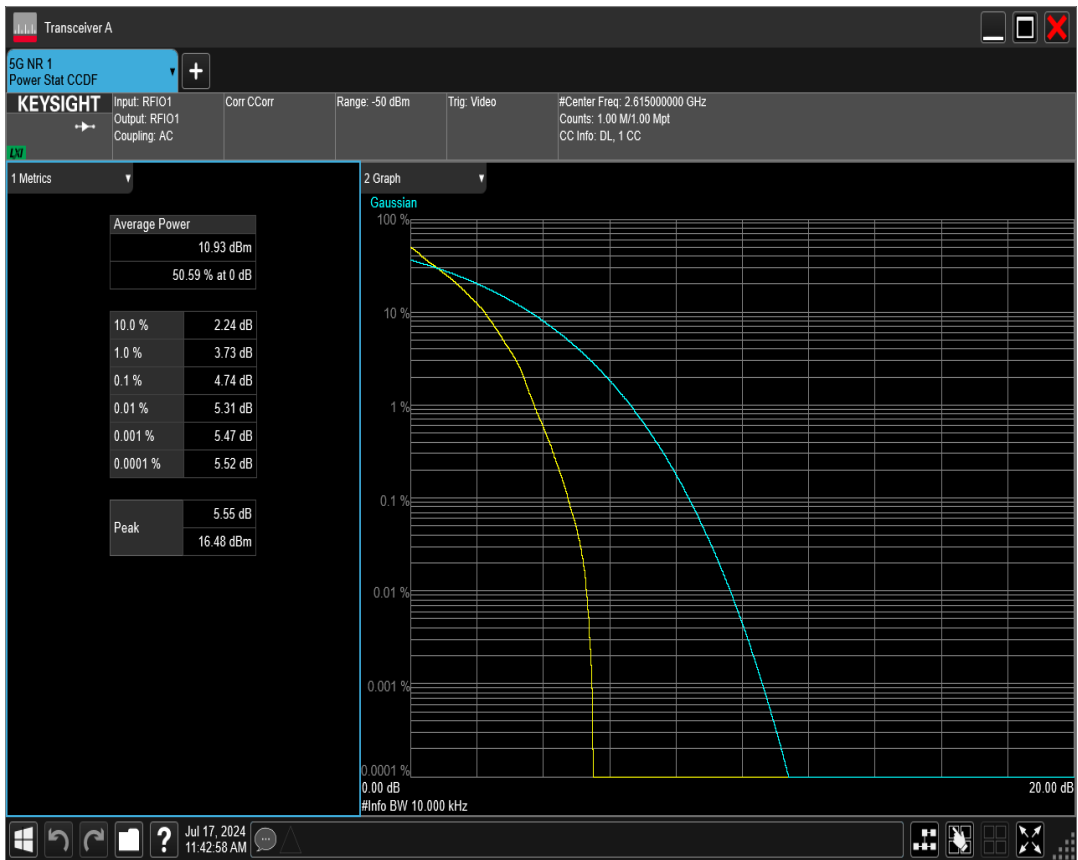 Transceiver A
5G NR 1
Power Stat CCDF
+
KEYSIGHT
LXI
Input: RFIO1
Output: RFIO1
Coupling: AC
Corr CCorr
Range: -50 dBm
Trig: Video
#Center Freq: 2.615000000 GHz
Counts: 1.00 M/1.00 Mpt
CC Info: DL, 1 CC
1 Metrics
Average Power
10.93 dBm
50.59 % at 0 dB
10.0 % 2.24 dB
1.0 % 3.73 dB
0.1 % 4.74 dB
0.01 % 5.31 dB
0.001 % 5.47 dB
0.0001 % 5.52 dB
Peak
5.55 dB
16.48 dBm
2 Graph
Gaussian
100 %
10 %
1 %
0.1 %
0.01 %
0.001 %
0.0001 %
0.00 dB 20.00 dB
#Info BW 10.000 kHz
?
Jul 17, 2024
11:42:58 AM